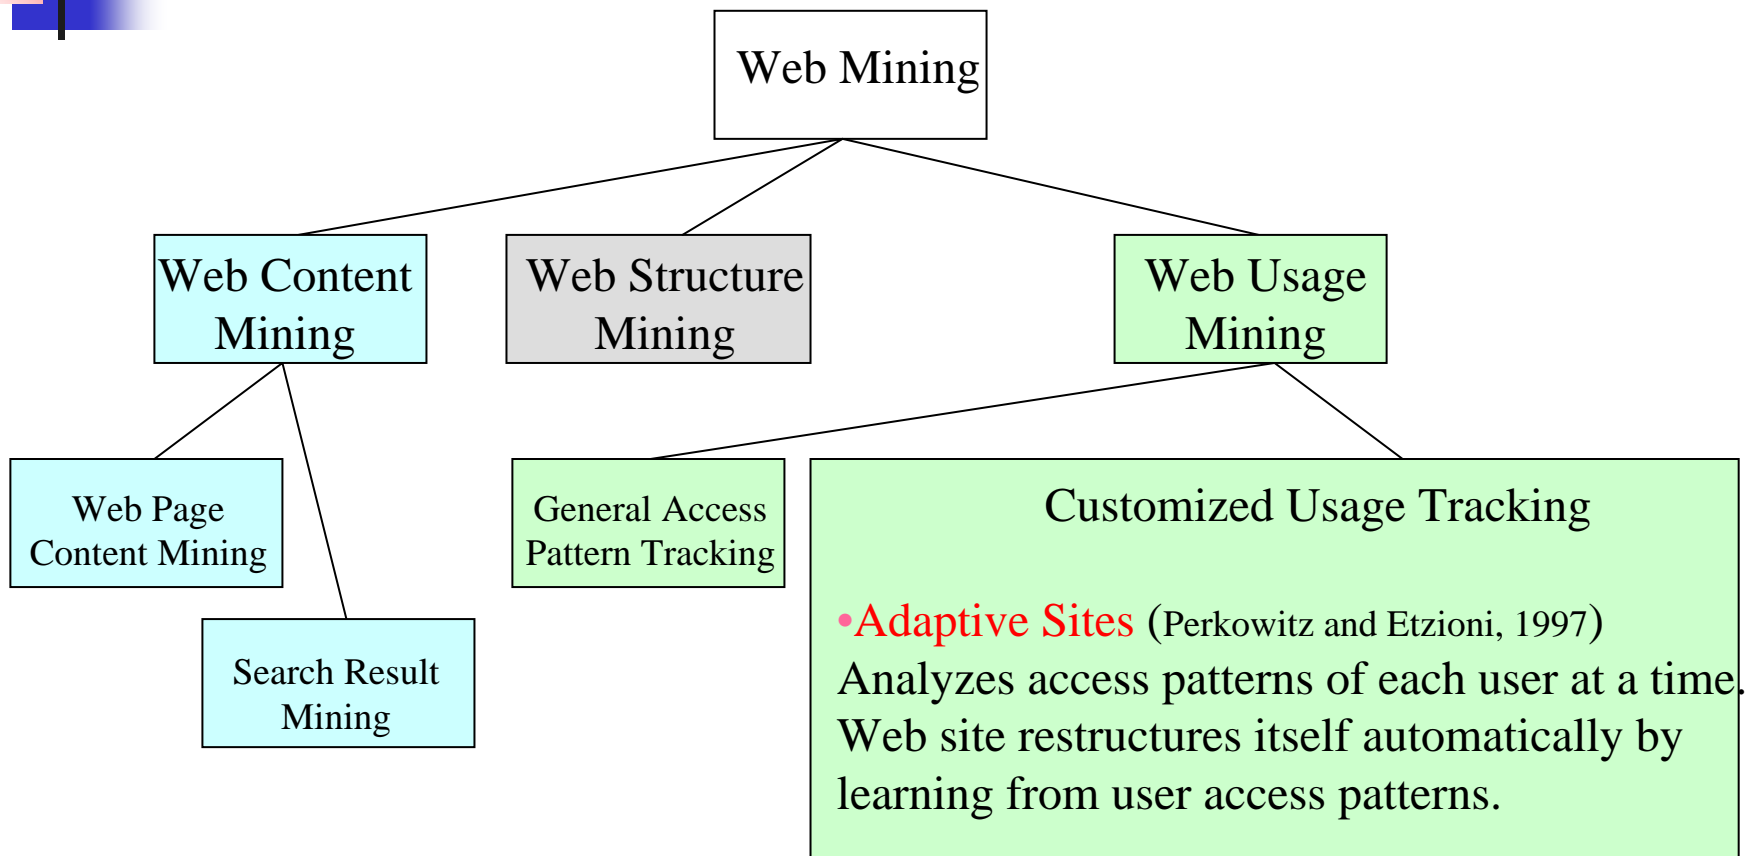 Web Mining
Web Content
Mining
Web Structure
Mining
Web Usage
Mining
Web Page
Content Mining
Search Result
Mining
General Access
Pattern Tracking
Customized Usage Tracking
•Adaptive Sites (Perkowitz and Etzioni, 1997)
Analyzes access patterns of each user at a time.
Web site restructures itself automatically by
learning from user access patterns.